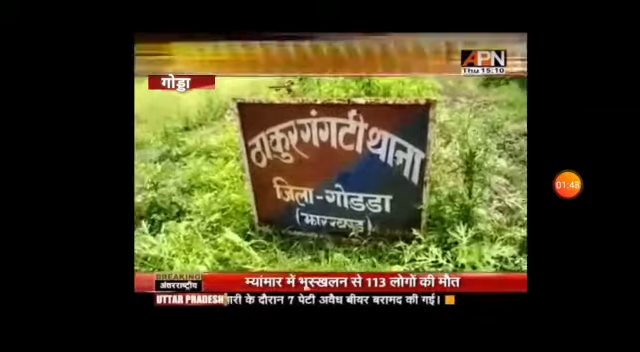 APN
Thu 15:10
गोड्डा
ठाकुरगंगटी थाना
जिला-गोडडा
(झारखण्ड)
01:48
BREAKING
अंतरराष्ट्रीय
म्यांमार में भूस्खलन से 113 लोगों की मौत
UTTAR PRADESH
री के दौरान 7 पेटी अवैध बीयर बरामद की गई।